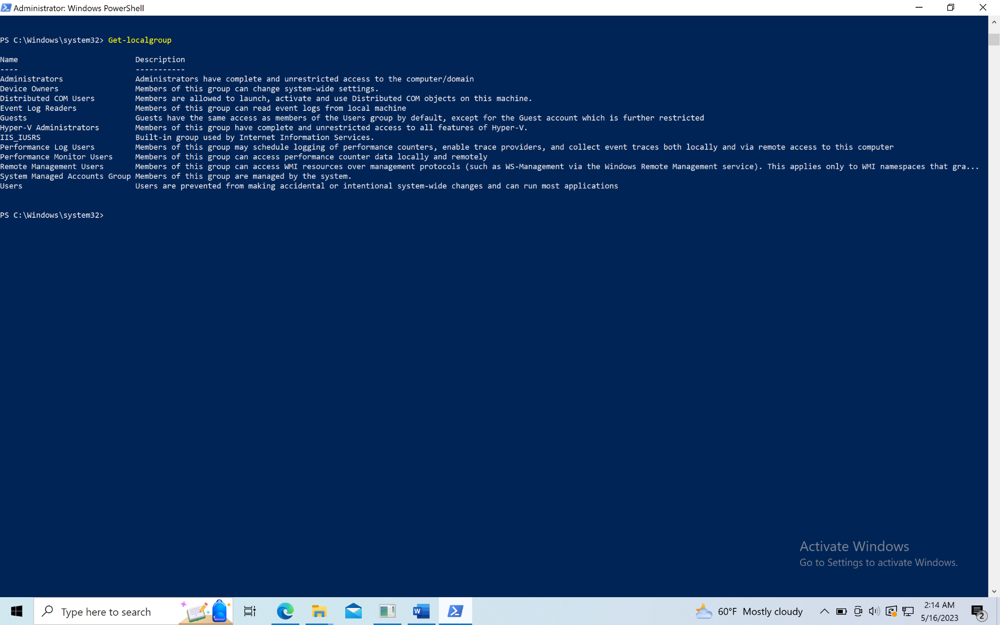 Administrator: Windows PowerShell
PS C:\Windows\system32> Get-localgroup
Name Description
---- -----------
Administrators Administrators have complete and unrestricted access to the computer/domain
Device Owners Members of this group can change system-wide settings.
Distributed COM Users Members are allowed to launch, activate and use Distributed COM objects on this machine.
Event Log Readers Members of this group can read event logs from local machine
Guests Guests have the same access as members of the Users group by default, except for the Guest account which is further restricted
Hyper-V Administrators Members of this group have complete and unrestricted access to all features of Hyper-V.
IIS_IUSRS Built-in group used by Internet Information Services.
Performance Log Users Members of this group may schedule logging of performance counters, enable trace providers, and collect event traces both locally and via remote access to this computer
Performance Monitor Users Members of this group can access performance counter data locally and remotely
Remote Management Users Members of this group can access WMI resources over management protocols (such as WS-Management via the Windows Remote Management service). This applies only to WMI namespaces that gra...
System Managed Accounts Group Members of this group are managed by the system.
Users Users are prevented from making accidental or intentional system-wide changes and can run most applications
PS C:\Windows\system32>
Activate Windows
Go to Settings to activate Windows.
Type here to search
W
60°F Mostly cloudy
2:14 AM
5/16/2023
2